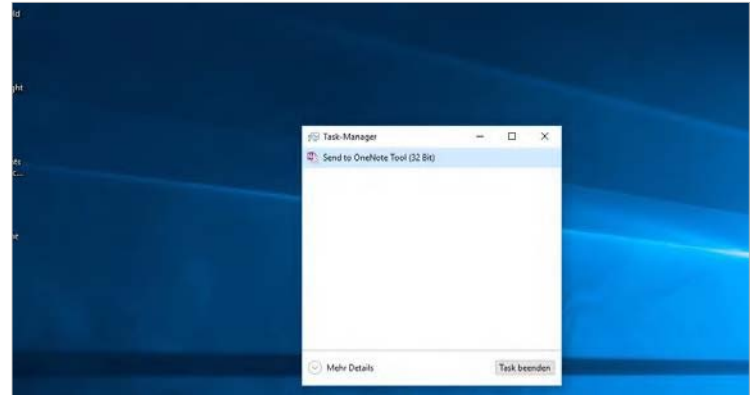 Task-Manager
Send to OneNote Tool (32 Bit)
Mehr Details
Task beenden